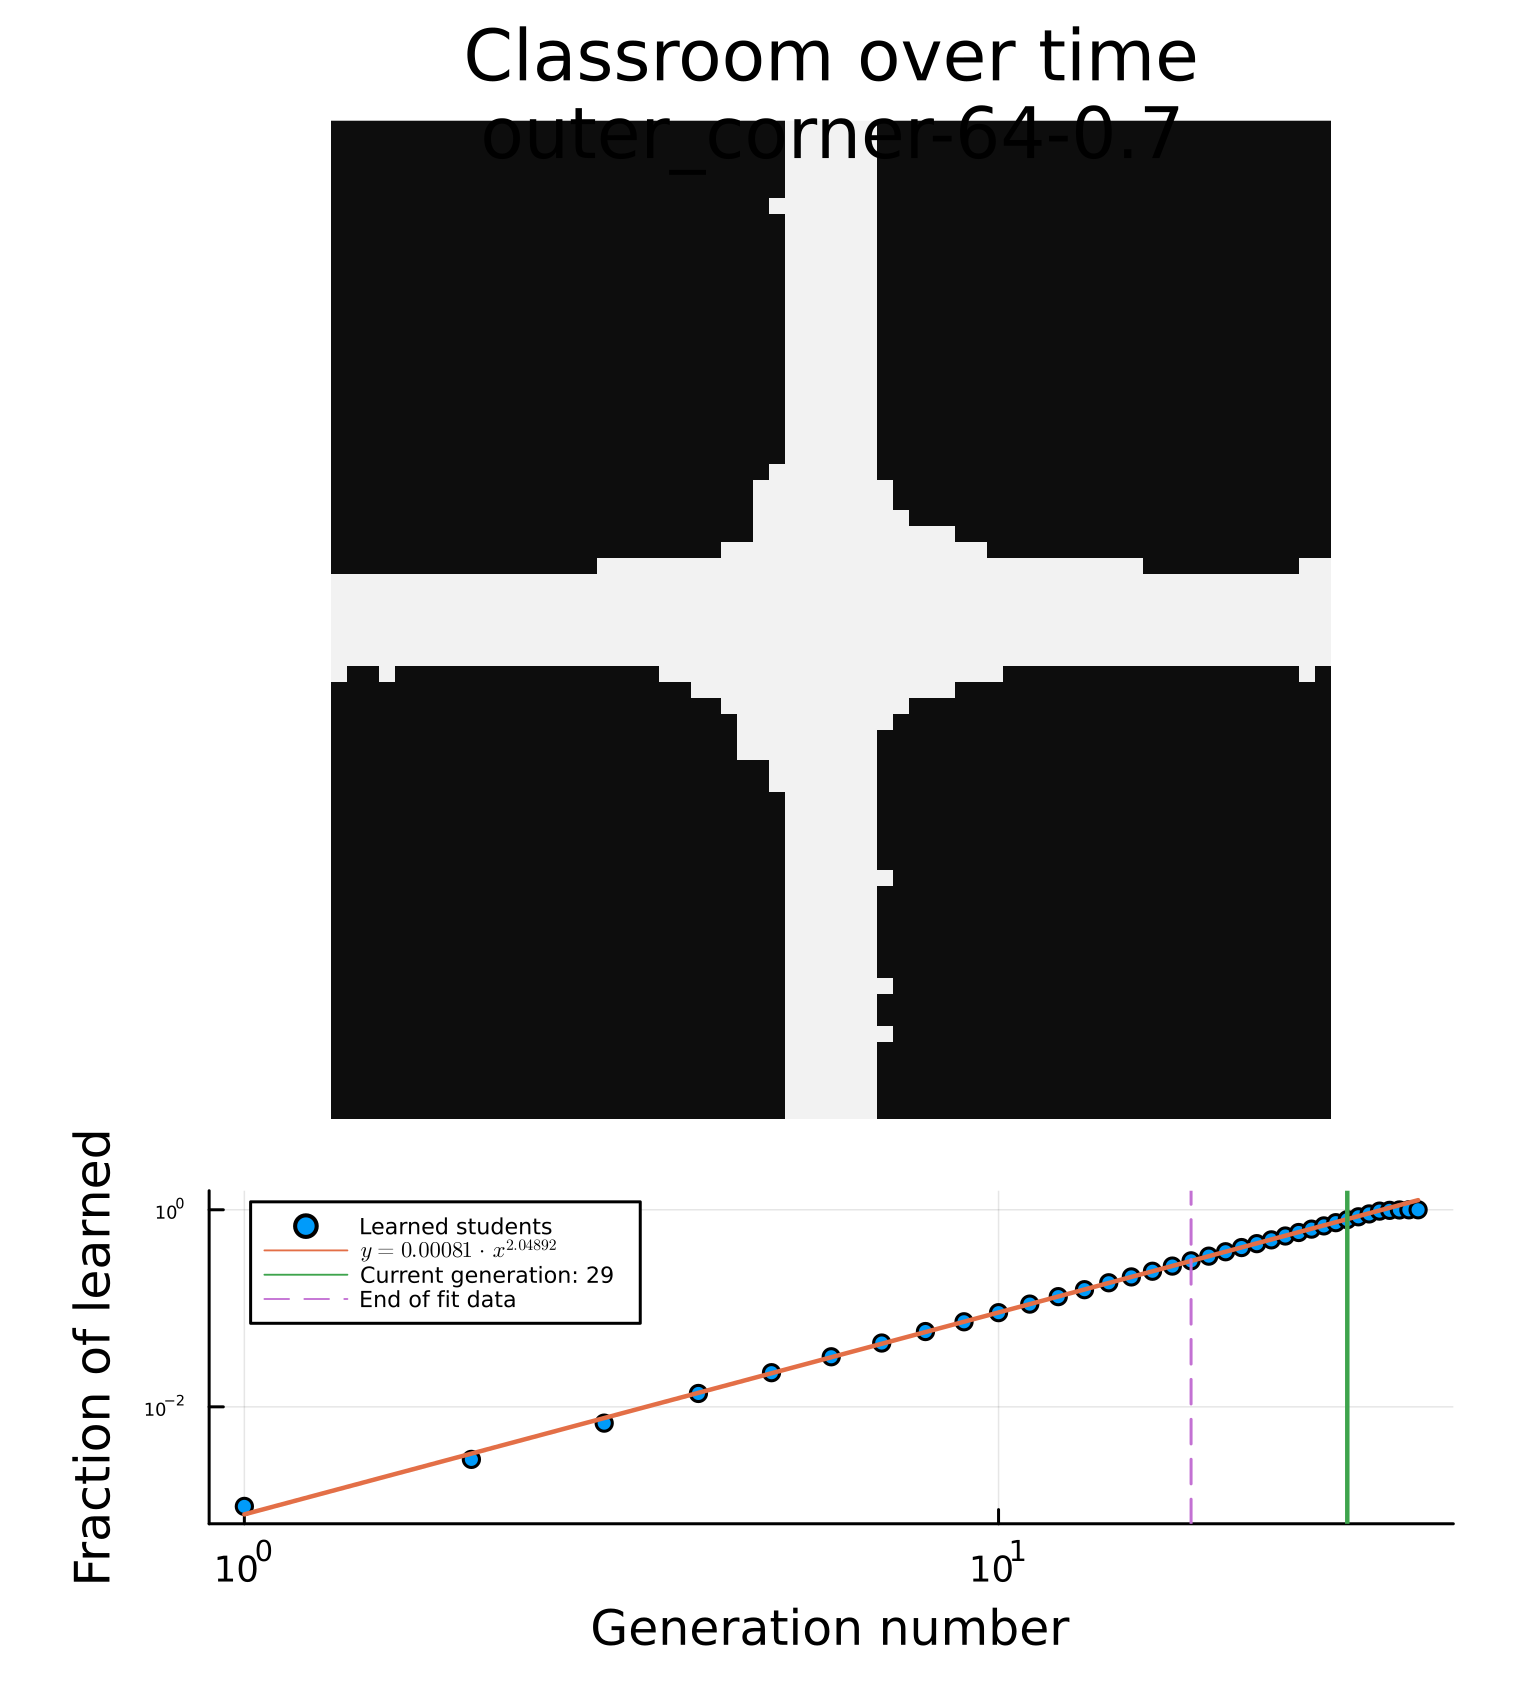 Classroom over time
outer_corner-64-0.7
Fraction of learned
10⁰
10⁻²
Learned students
y = 0.00081 · x^2.04892
Current generation: 29
End of fit data
10⁰
10¹
Generation number